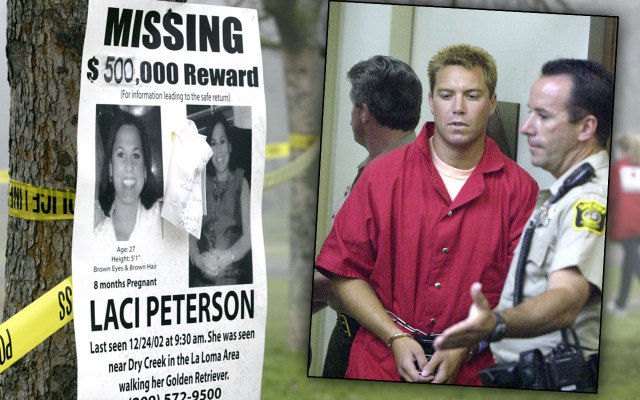 MISSING
$500,000 Reward
(For information leading to the safe return)
Age: 27
Height: 5'1"
Brown Eyes & Brown Hair
8 months Pregnant
LACI PETERSON
Last seen 12/24/02 at 9:30 am. She was seen
near Dry Creek in the La Loma Area
walking her Golden Retriever.
572-9500
POLICE LINE